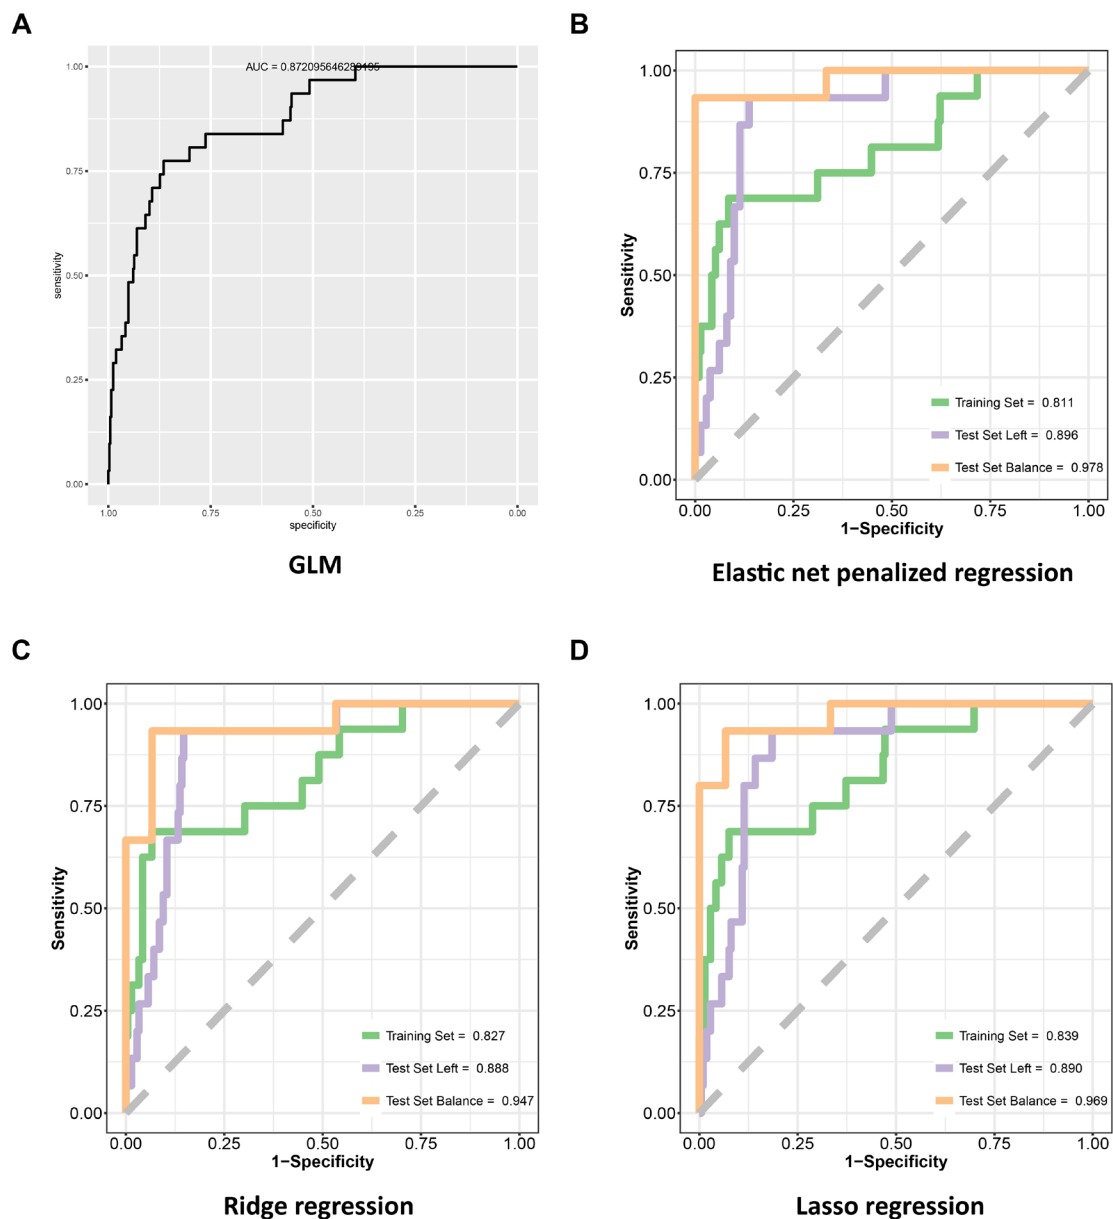 A
AUC = 0.872095646289195
1.00
0.75
0.50
0.25
0.00
sensitivity
1.00
0.75
0.50
0.25
0.00
specificity
GLM
B
1.00
0.75
0.50
0.25
0.00
Sensitivity
Training Set = 0.811
Test Set Left = 0.896
Test Set Balance = 0.978
0.00
0.25
0.50
0.75
1.00
1−Specificity
Elastic net penalized regression
C
1.00
0.75
0.50
0.25
0.00
Sensitivity
Training Set = 0.827
Test Set Left = 0.888
Test Set Balance = 0.947
0.00
0.25
0.50
0.75
1.00
1−Specificity
Ridge regression
D
1.00
0.75
0.50
0.25
0.00
Sensitivity
Training Set = 0.839
Test Set Left = 0.890
Test Set Balance = 0.969
0.00
0.25
0.50
0.75
1.00
1−Specificity
Lasso regression